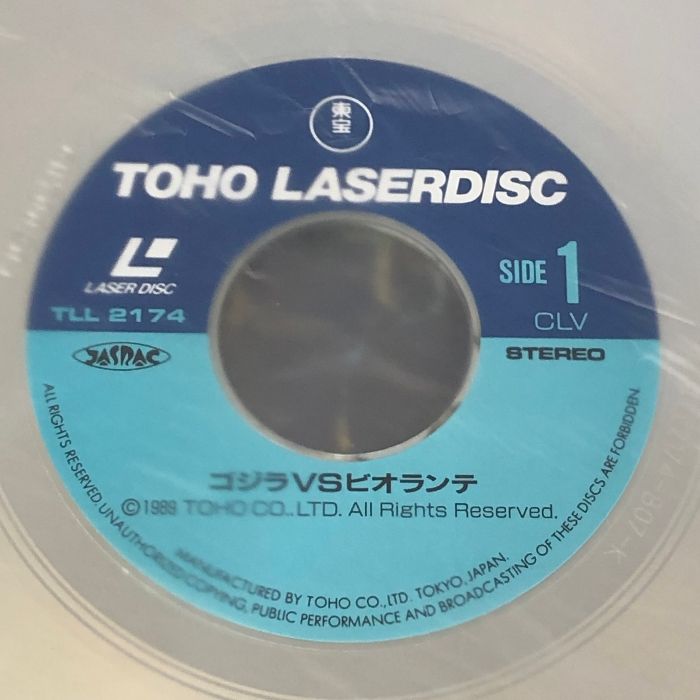 東宝
TOHO LASERDISC
LASER DISC
TLL 2174
SIDE 1
CLV
JASRAC
STEREO
ゴジラVSビオランテ
©1989 TOHO CO.,LTD. All Rights Reserved.
MANUFACTURED BY TOHO CO.,LTD. TOKYO, JAPAN.
ALL RIGHTS RESERVED. UNAUTHORIZED COPYING, PUBLIC PERFORMANCE AND BROADCASTING OF THESE DISCS ARE FORBIDDEN.